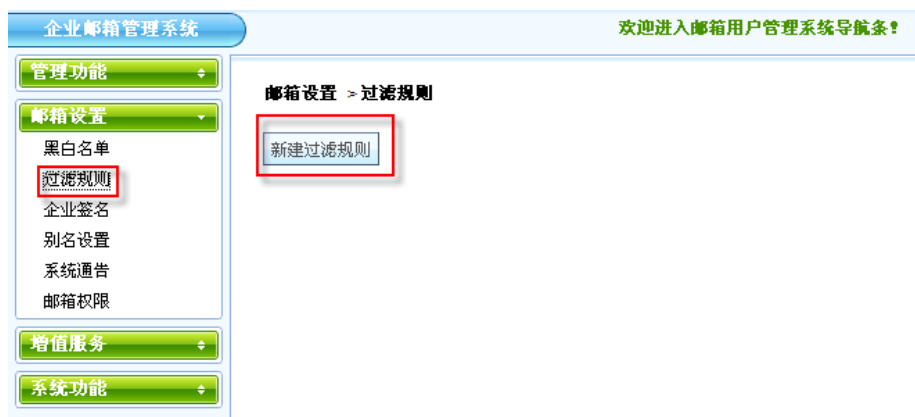 企业邮箱管理系统
欢迎进入邮箱用户管理系统导航条!
管理功能
邮箱设置
黑白名单
过滤规则
企业签名
别名设置
系统通告
邮箱权限
增值服务
系统功能
邮箱设置 >过滤规则
新建过滤规则